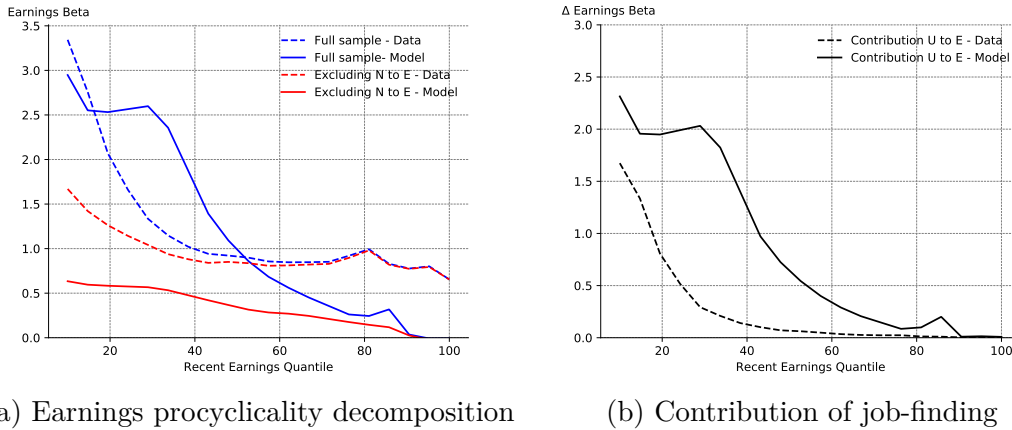 Earnings Beta
3.5
3.0
2.5
2.0
1.5
1.0
0.5
0.0
20
40
60
80
100
Recent Earnings Quantile
Full sample - Data
Full sample- Model
Excluding N to E - Data
Excluding N to E - Model
a) Earnings procyclicality decomposition
Δ Earnings Beta
3.0
2.5
2.0
1.5
1.0
0.5
0.0
20
40
60
80
100
Recent Earnings Quantile
Contribution U to E - Data
Contribution U to E - Model
(b) Contribution of job-finding